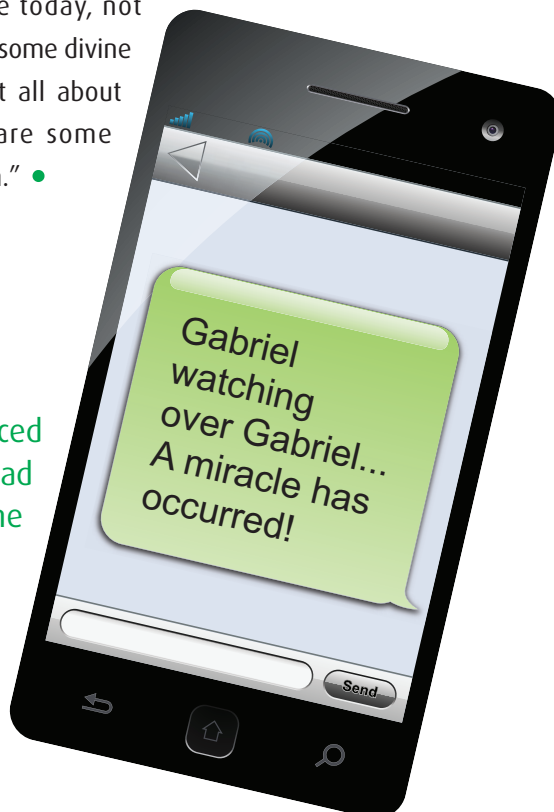 e today, not
some divine
t all about
are some
.” •
ced
ad
ne
Gabriel
watching
over Gabriel...
A miracle has
occurred!
Send